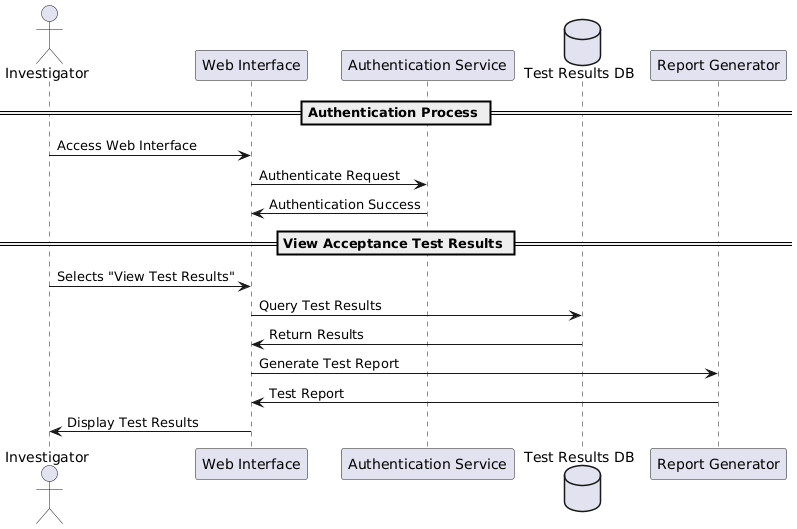 Investigator
Web Interface
Authentication Service
Test Results DB
Report Generator
Authentication Process
Access Web Interface
Authenticate Request
Authentication Success
View Acceptance Test Results
Selects "View Test Results"
Query Test Results
Return Results
Generate Test Report
Test Report
Display Test Results
Investigator
Web Interface
Authentication Service
Test Results DB
Report Generator